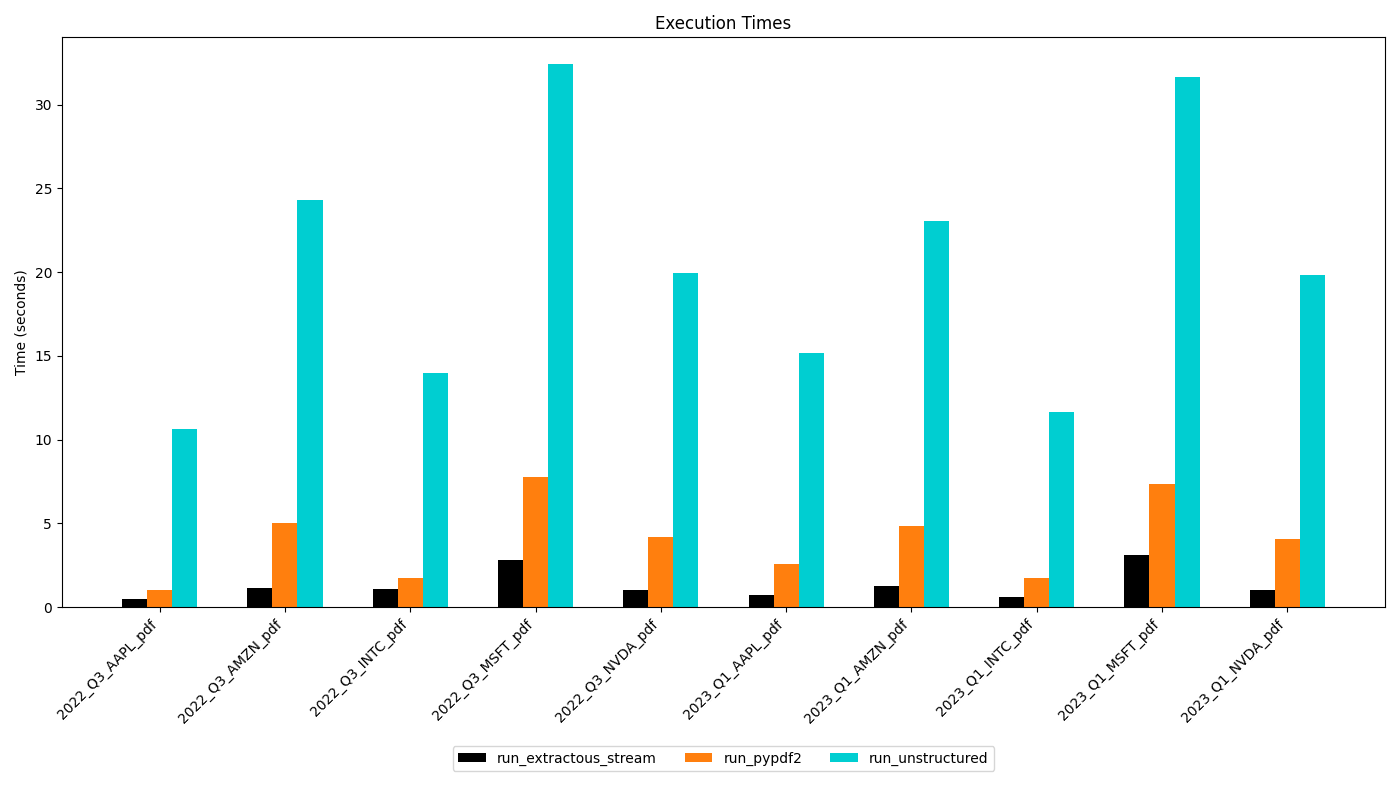 Execution Times
Time (seconds)
30
25
20
15
10
5
0
2022_Q3_AAPL_pdf
2022_Q3_AMZN_pdf
2022_Q3_INTC_pdf
2022_Q3_MSFT_pdf
2022_Q3_NVDA_pdf
2023_Q1_AAPL_pdf
2023_Q1_AMZN_pdf
2023_Q1_INTC_pdf
2023_Q1_MSFT_pdf
2023_Q1_NVDA_pdf
run_extractous_stream
run_pypdf2
run_unstructured